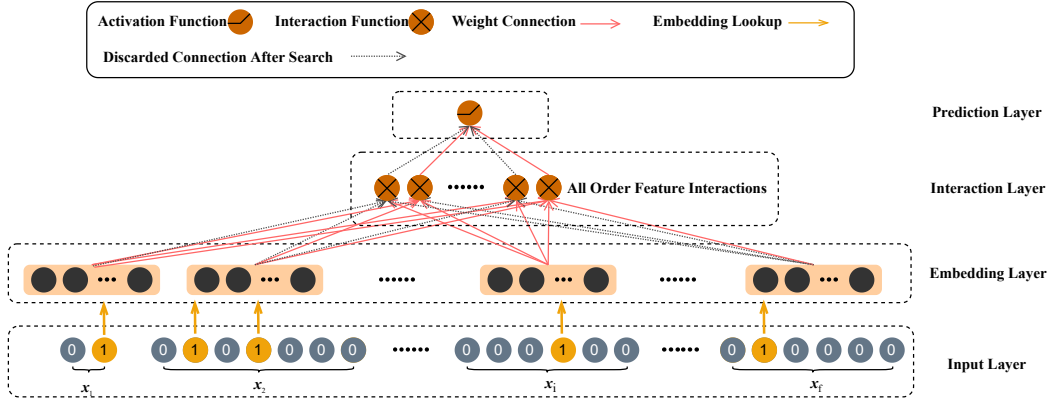 Activation Function Interaction Function Weight Connection Embedding Lookup
Discarded Connection After Search
Prediction Layer
All Order Feature Interactions Interaction Layer
Embedding Layer
0 1 0 1 0 1 0 0 0 0 0 0 1 0 0 0 1 0 0 0 0
Input Layer
x1 x2 xi xf